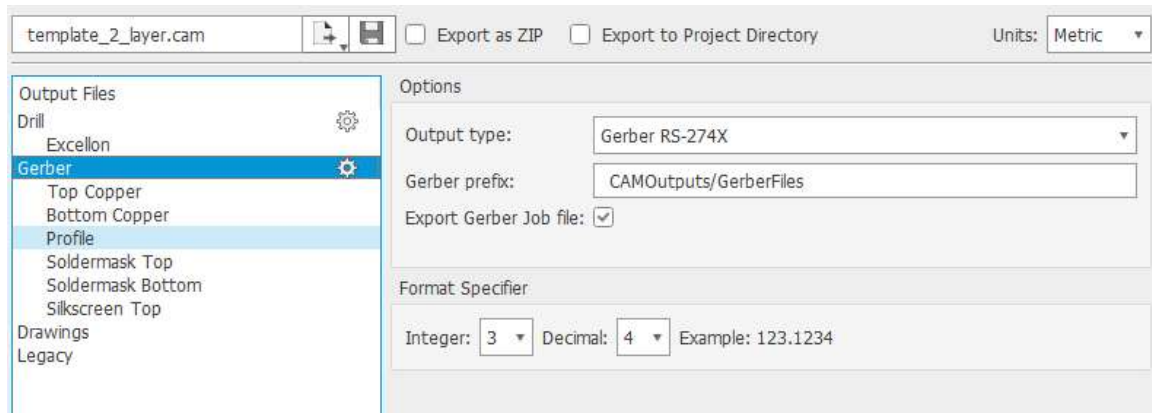 template_2_layer.cam Export as ZIP Export to Project Directory Units: Metric
Output Files
Drill
Excellon
Gerber
Top Copper
Bottom Copper
Profile
Soldermask Top
Soldermask Bottom
Silkscreen Top
Drawings
Legacy
Options
Output type: Gerber RS-274X
Gerber prefix: CAMOutputs/GerberFiles
Export Gerber Job file:
Format Specifier
Integer: 3 Decimal: 4 Example: 123.1234